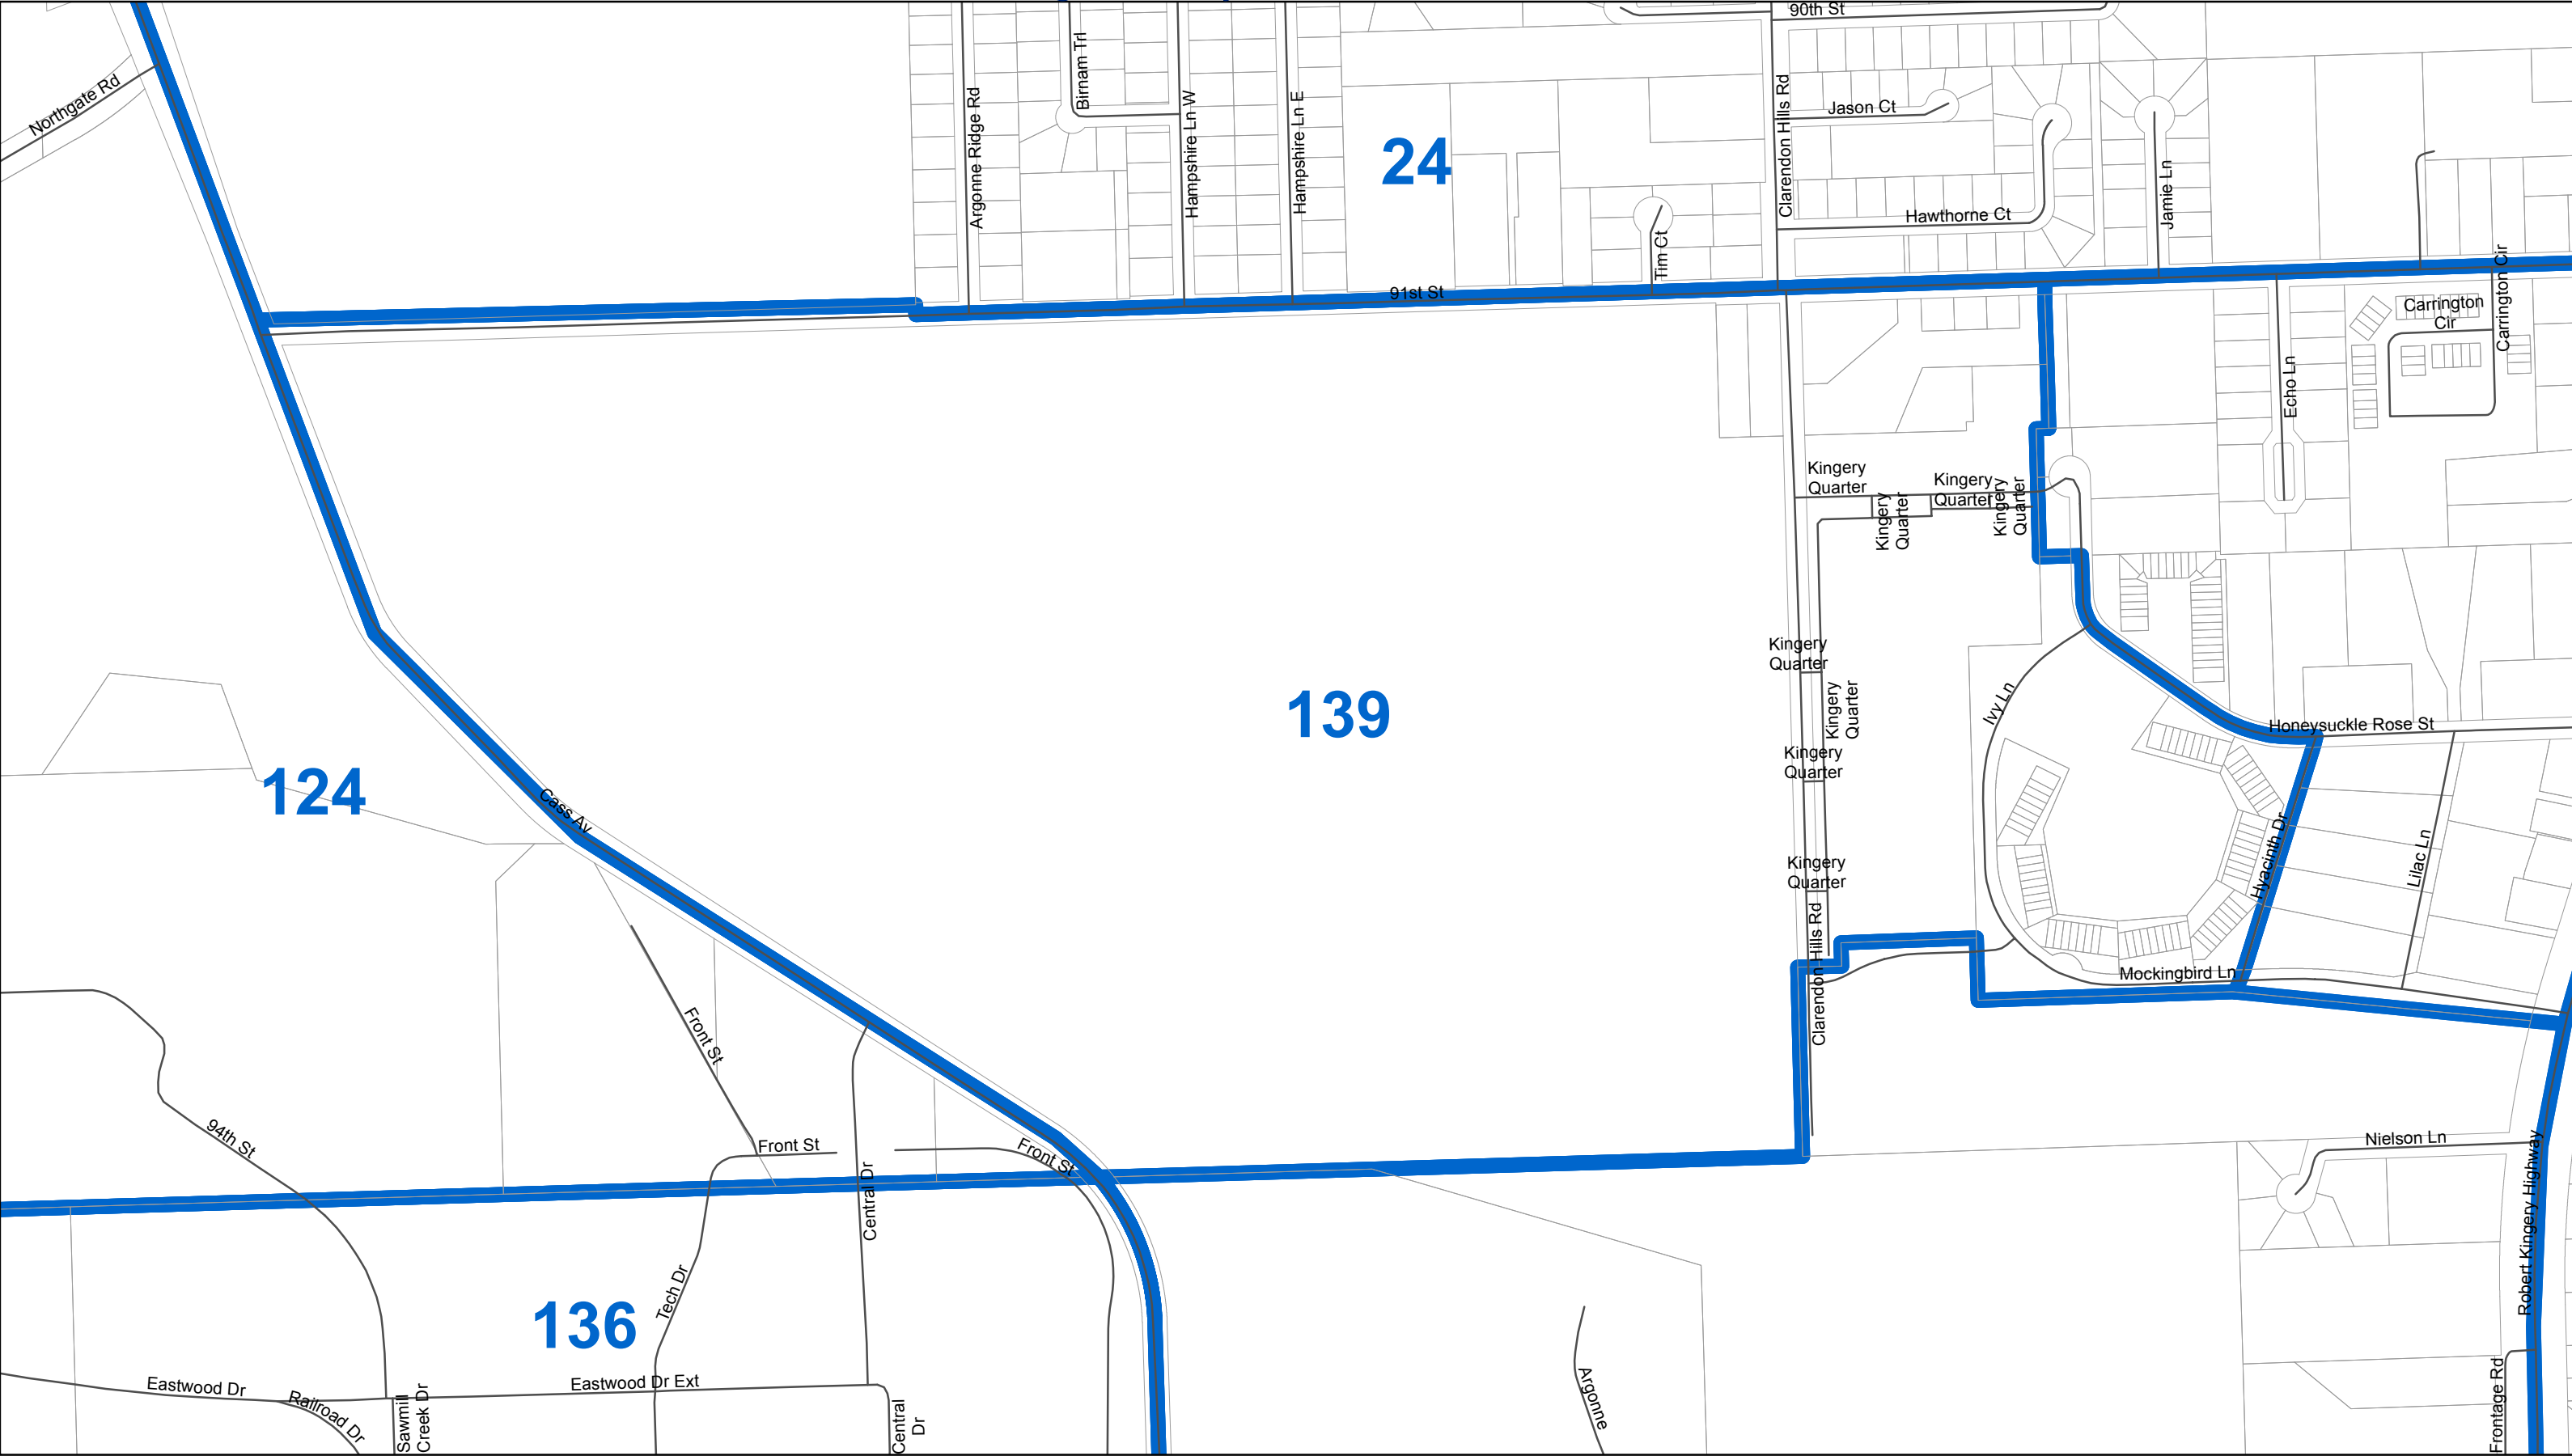 90th St
Northgate Rd
Birnam Trl
Argonne Ridge Rd
Hampshire Ln W
Hampshire Ln E
24
Clarendon Hills Rd
Jason Ct
Hawthorne Ct
Jamie Ln
Tim Ct
91st St
Carrington Cir
Carrington
Cir
Echo Ln
Kingery
Quarter
Kingery
Quarter
Kingery
Quarter
Kingery
Quarter
Kingery
Quarter
Kingery
Quarter
Kingery
Quarter
Kingery
Quarter
Ivy Ln
139
Honeysuckle Rose St
124
Cass Av
Hyacinth Dr
Lilac Ln
Clarendon Hills Rd
Mockingbird Ln
Front St
94th St
Front St
Front St
Central Dr
Nielson Ln
Robert Kingery Highway
Tech Dr
136
Eastwood Dr
Railroad Dr
Sawmill
Creek Dr
Eastwood Dr Ext
Central
Dr
Argonne
Frontage Rd